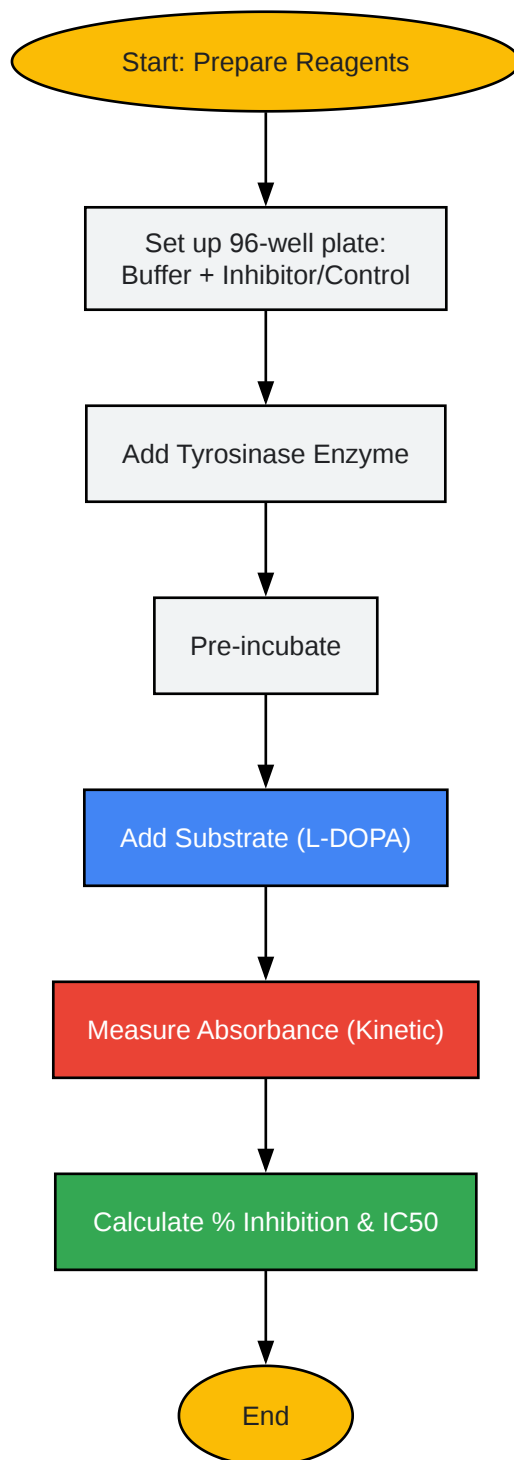 Start: Prepare Reagents
Set up 96-well plate:
Buffer + Inhibitor/Control
Add Tyrosinase Enzyme
Pre-incubate
Add Substrate (L-DOPA)
Measure Absorbance (Kinetic)
Calculate % Inhibition & IC50
End